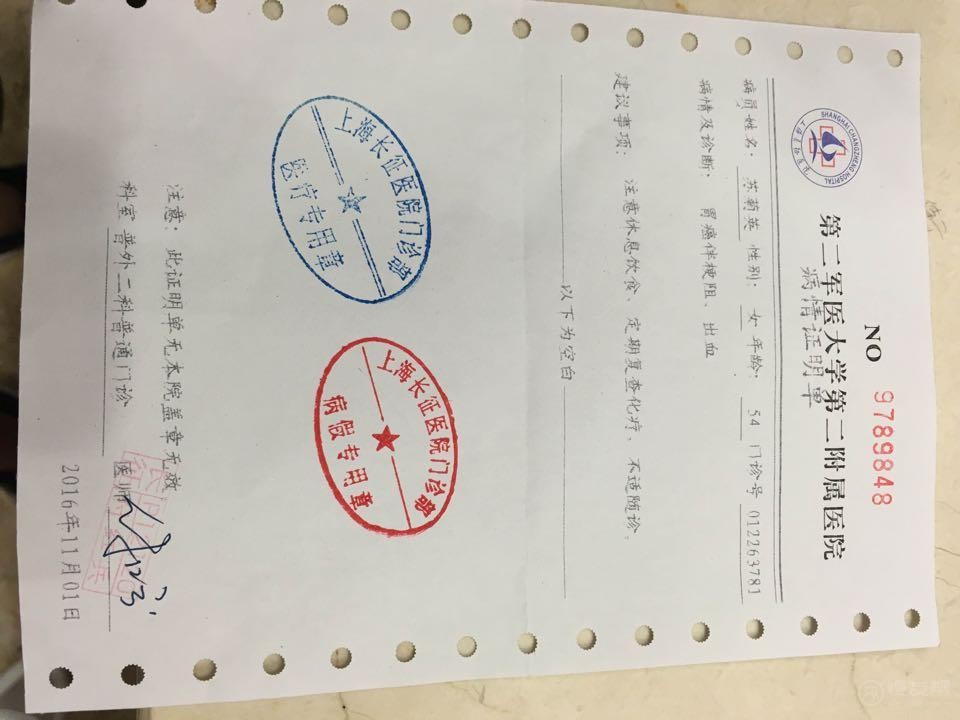 SHANGHAI CHANGZHENG HOSPITAL
NO 9789848
第二军医大学第二附属医院
病情证明单
病员姓名：苏菊英 性别：女 年龄：54 门诊号 012263781
病情及诊断：胃癌伴梗阻、出血
建议事项：注意休息饮食、定期复查化疗、不适随诊。
以下为空白
上海长征医院门诊部
医疗专用章
上海长征医院门诊部
病假专用章
注意：此证明单无本院盖章无效
科室 普外二科普通门诊 医师
2016年11月01日